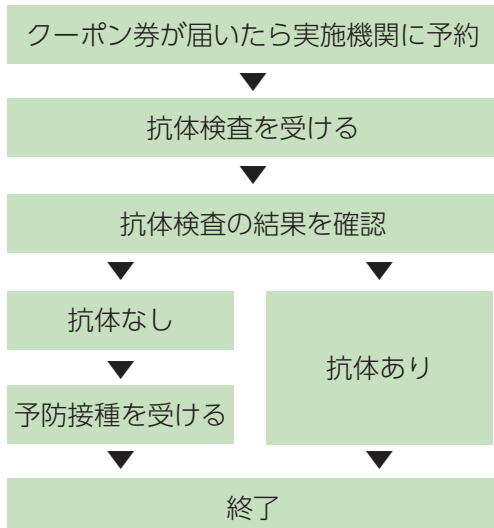 クーポン券が届いたら実施機関に予約
抗体検査を受ける
抗体検査の結果を確認
抗体なし
抗体あり
予防接種を受ける
終了